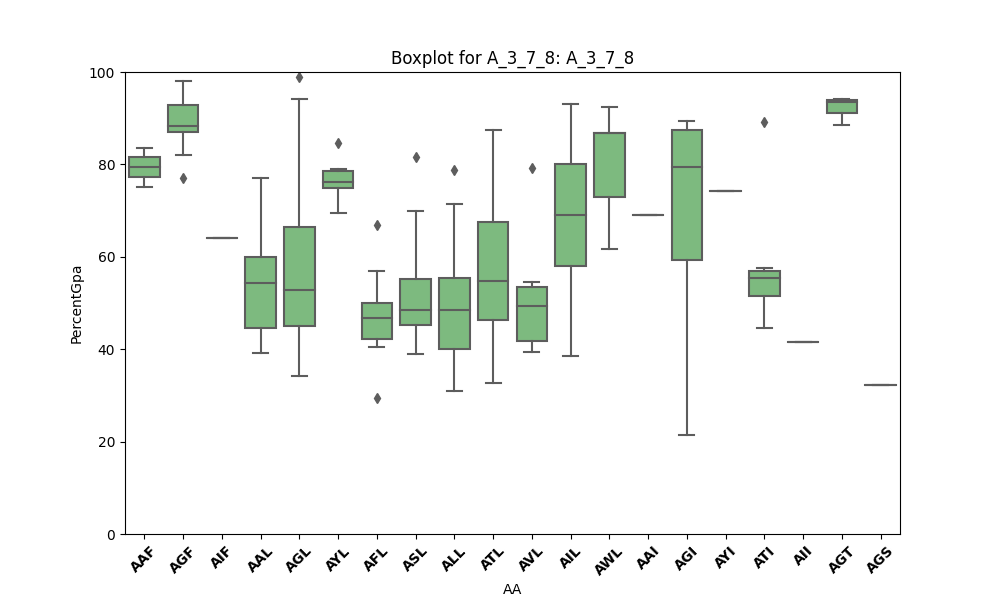 Boxplot for A_3_7_8: A_3_7_8
PercentGpa
100
80
60
40
20
0
AAF AGF AIF AAL AGL AYL AFL ASL ALL ATL AVL AIL AWL AAI AGI AYI ATI AII AGT AGS
AA